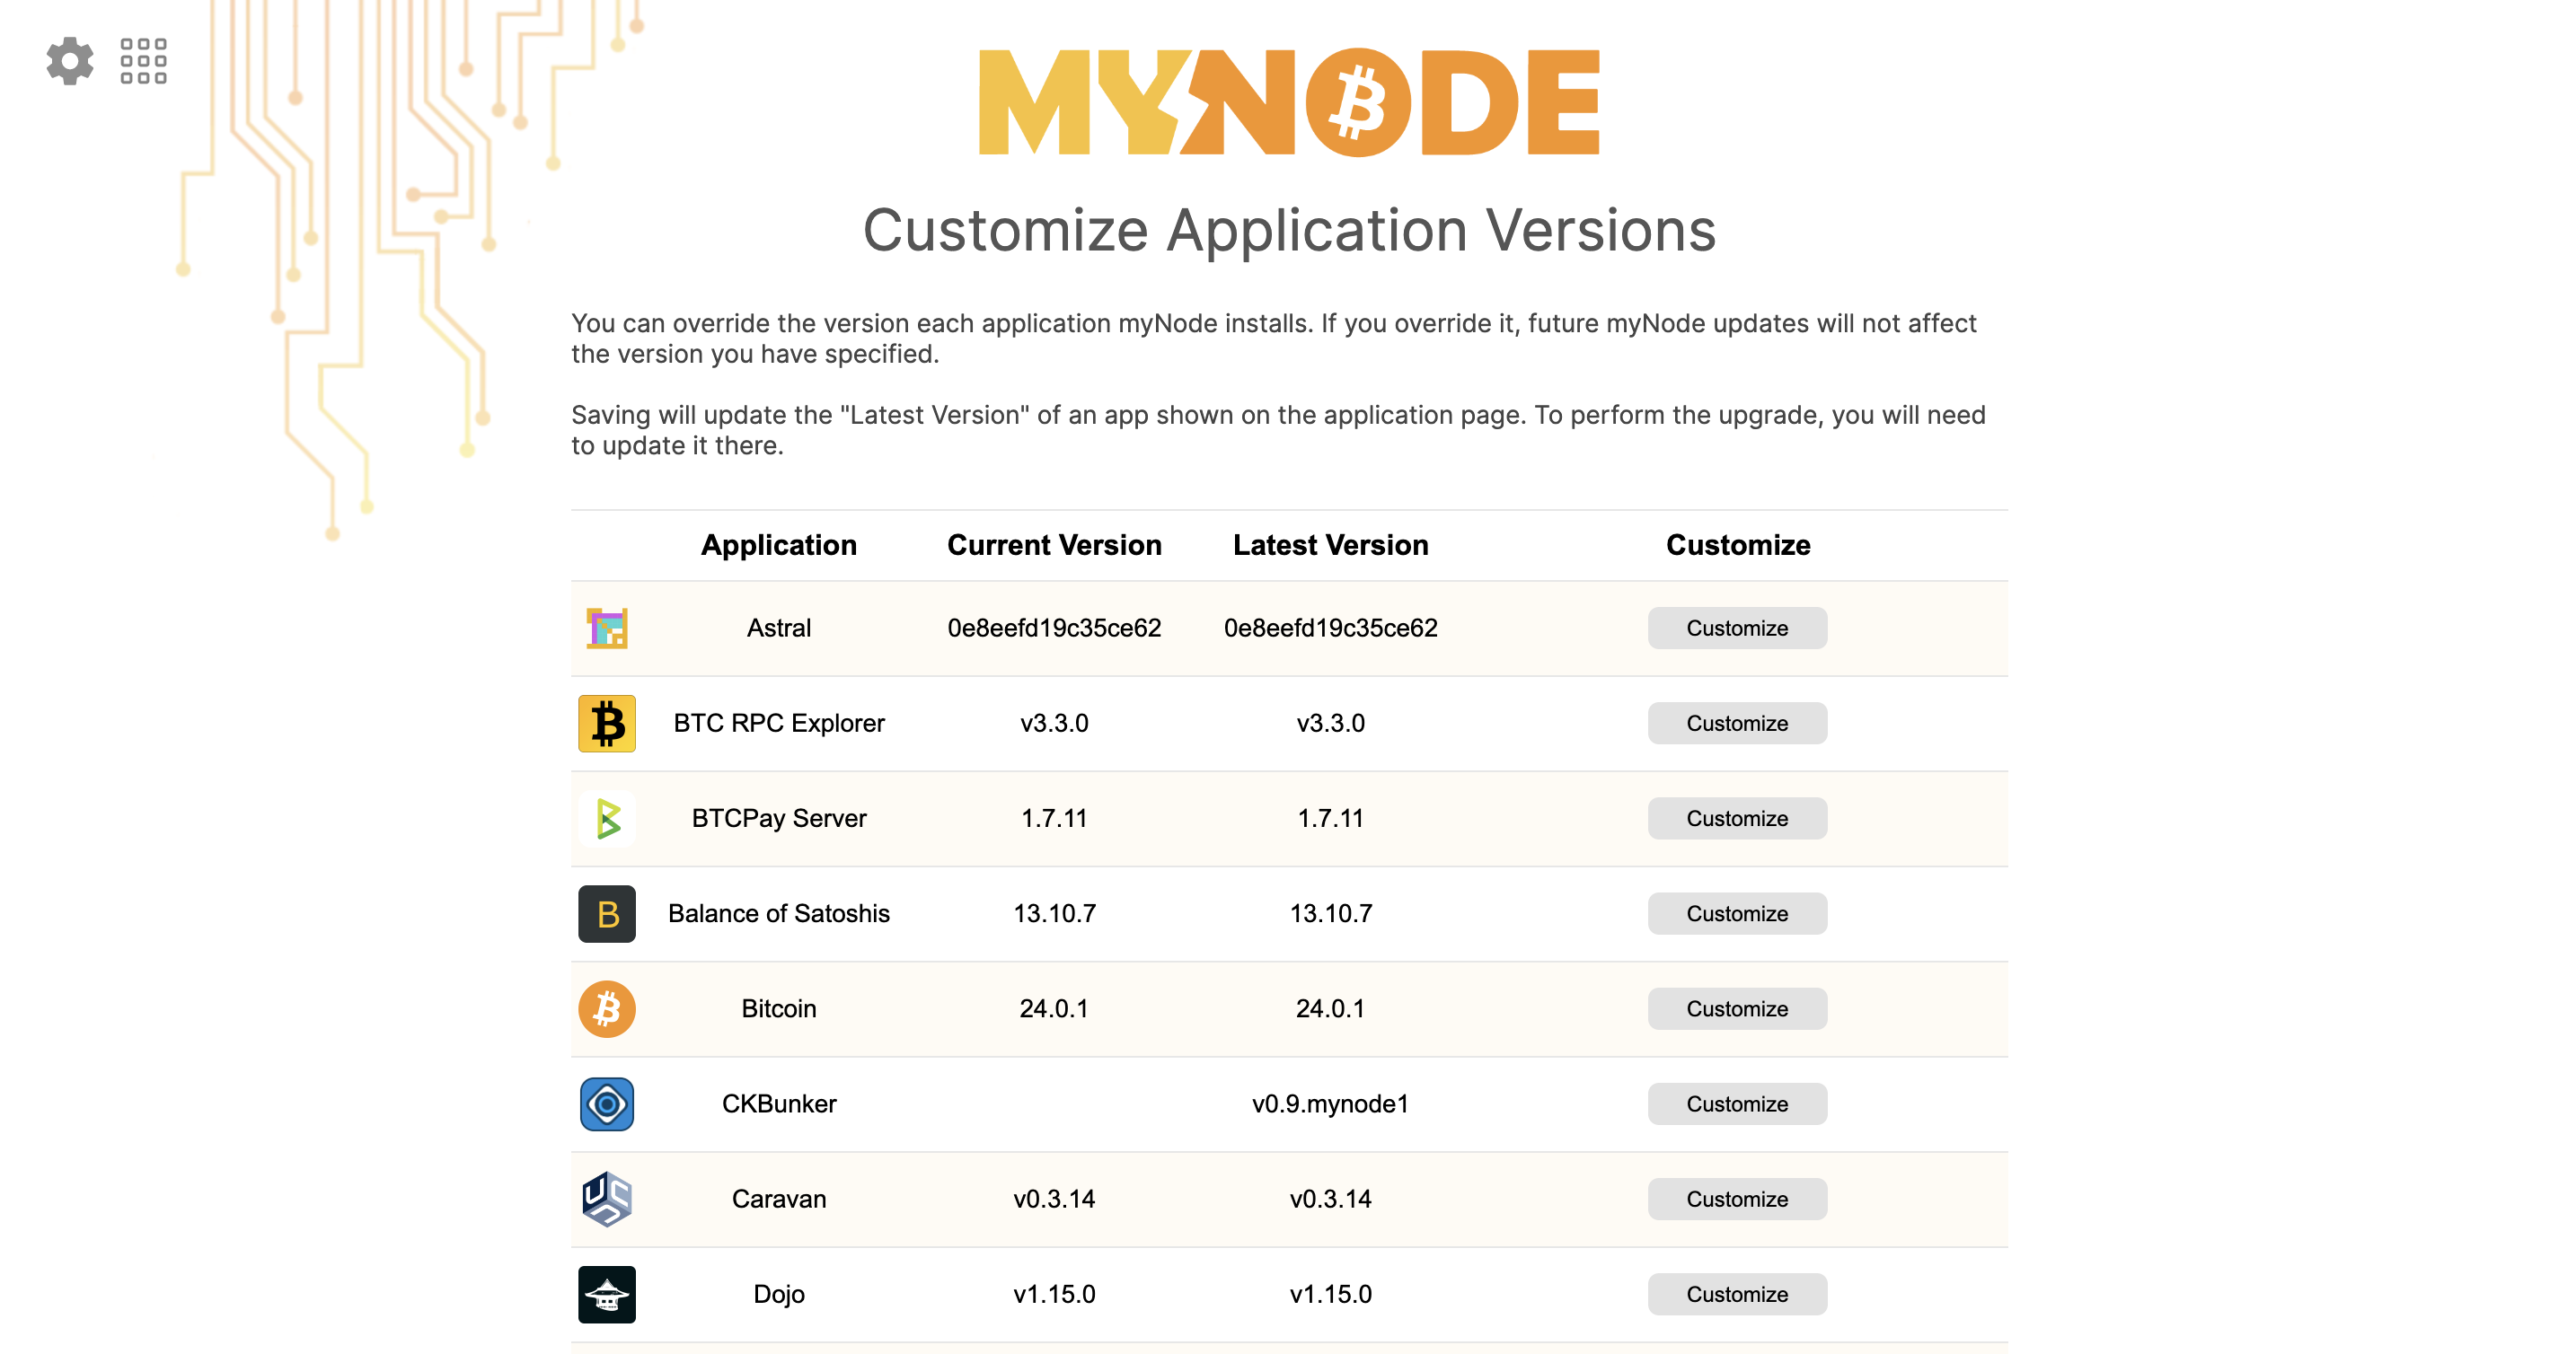 MYNODE
Customize Application Versions
You can override the version each application myNode installs. If you override it, future myNode updates will not affect
the version you have specified.
Saving will update the "Latest Version" of an app shown on the application page. To perform the upgrade, you will need
to update it there.
Application Current Version Latest Version Customize
Astral 0e8eefd19c35ce62 0e8eefd19c35ce62 Customize
BTC RPC Explorer v3.3.0 v3.3.0 Customize
BTCPay Server 1.7.11 1.7.11 Customize
B Balance of Satoshis 13.10.7 13.10.7 Customize
Bitcoin 24.0.1 24.0.1 Customize
CKBunker v0.9.mynode1 Customize
Caravan v0.3.14 v0.3.14 Customize
Dojo v1.15.0 v1.15.0 Customize